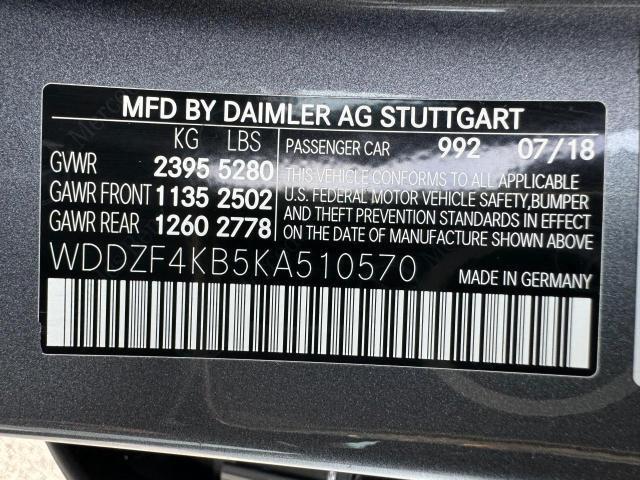 MFD BY DAIMLER AG STUTTGART
KG LBS PASSENGER CAR 992 07/18
GVWR 2395 5280 THIS VEHICLE CONFORMS TO ALL APPLICABLE
GAWR FRONT 1135 2502 U.S. FEDERAL MOTOR VEHICLE SAFETY,BUMPER
GAWR REAR 1260 2778 AND THEFT PREVENTION STANDARDS IN EFFECT
ON THE DATE OF MANUFACTURE SHOWN ABOVE.
WDDZF4KB5KA510570 MADE IN GERMANY